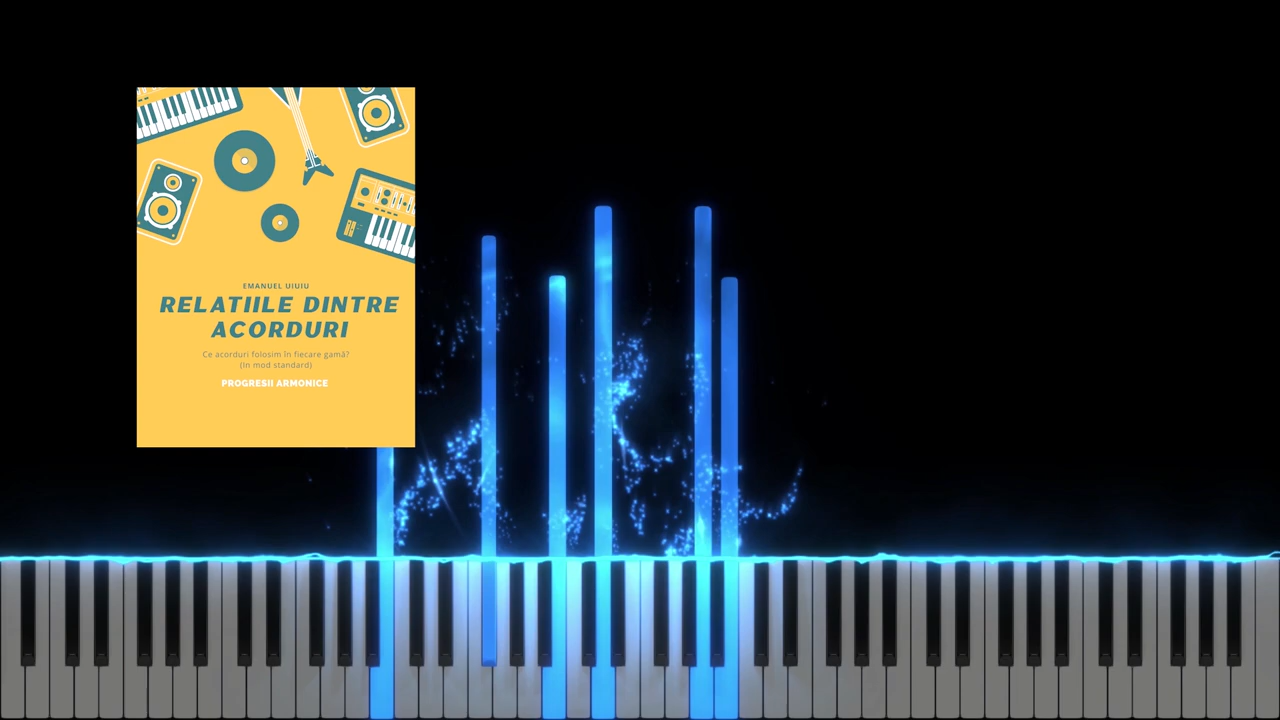 EMANUEL UIUIU
RELATIILE DINTRE
ACORDURI
Ce acorduri folosim în fiecare gamă?
(în mod standard)
PROGRESII ARMONICE